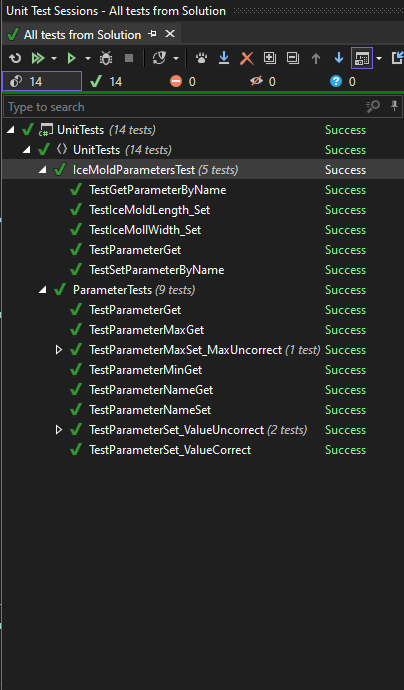 Unit Test Sessions - All tests from Solution
All tests from Solution
14 14 0 0 0
Type to search
UnitTests (14 tests) Success
UnitTests (14 tests) Success
IceMoldParametersTest (5 tests) Success
TestGetParameterByName Success
TestIceMoldLength_Set Success
TestIceMollWidth_Set Success
TestParameterGet Success
TestSetParameterByName Success
ParameterTests (9 tests) Success
TestParameterGet Success
TestParameterMaxGet Success
TestParameterMaxSet_MaxUncorrect (1 test) Success
TestParameterMinGet Success
TestParameterNameGet Success
TestParameterNameSet Success
TestParameterSet_ValueUncorrect (2 tests) Success
TestParameterSet_ValueCorrect Success